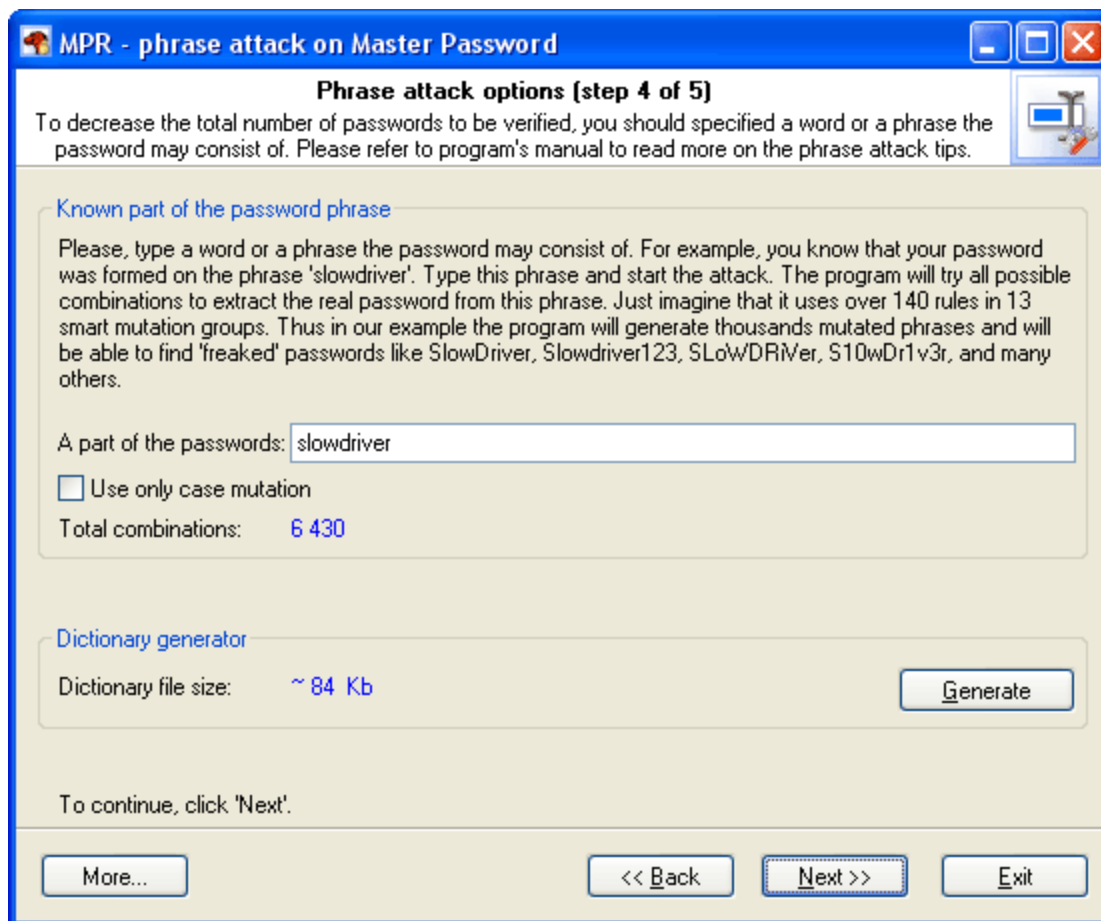 MPR - phrase attack on Master Password
Phrase attack options (step 4 of 5)
To decrease the total number of passwords to be verified, you should specified a word or a phrase the
password may consist of. Please refer to program's manual to read more on the phrase attack tips.
Known part of the password phrase
Please, type a word or a phrase the password may consist of. For example, you know that your password
was formed on the phrase 'slowdriver'. Type this phrase and start the attack. The program will try all possible
combinations to extract the real password from this phrase. Just imagine that it uses over 140 rules in 13
smart mutation groups. Thus in our example the program will generate thousands mutated phrases and will
be able to find 'freaked' passwords like SlowDriver, Slowdriver123, SLoWDRiVer, S10wDr1v3r, and many
others.
A part of the passwords: slowdriver
Use only case mutation
Total combinations: 6 430
Dictionary generator
Dictionary file size: ~ 84 Kb
Generate
To continue, click 'Next'.
More... << Back Next >> Exit